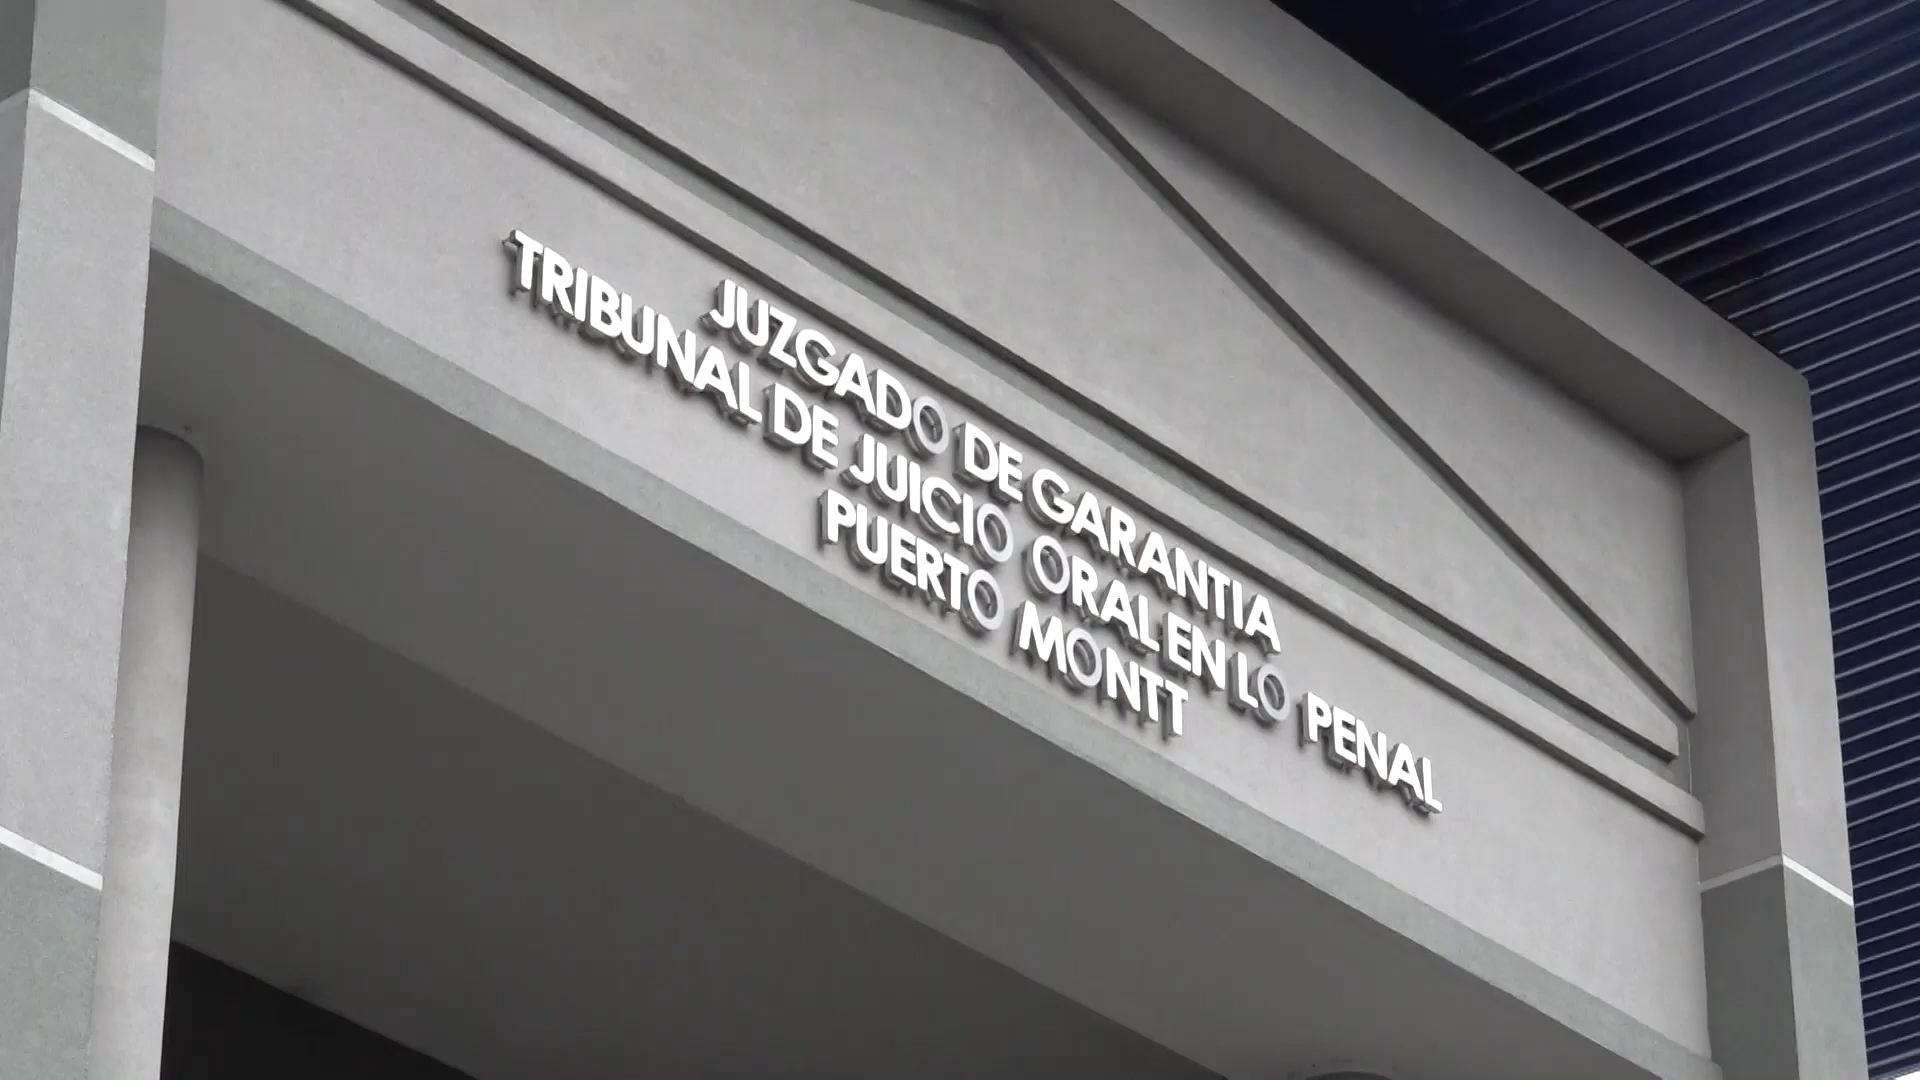 JUZGADO DE GARANTIA
TRIBUNAL DE JUICIO ORAL EN LO PENAL
PUERTO MONTT